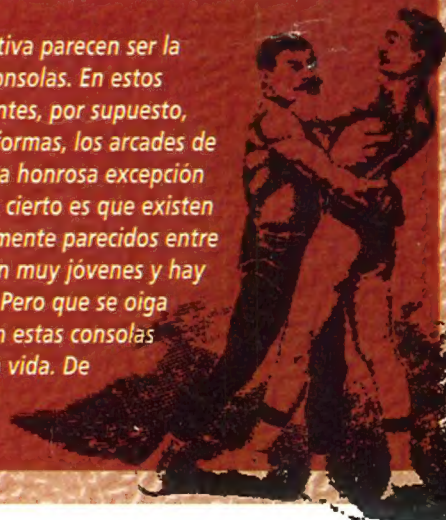 tiva parecen ser la
onsolas. En estos
ntes, por supuesto,
formas, los arcades de
a honrosa excepción
cierto es que existen
mente parecidos entre
n muy jóvenes y hay
Pero que se oiga
n estas consolas
vida. De